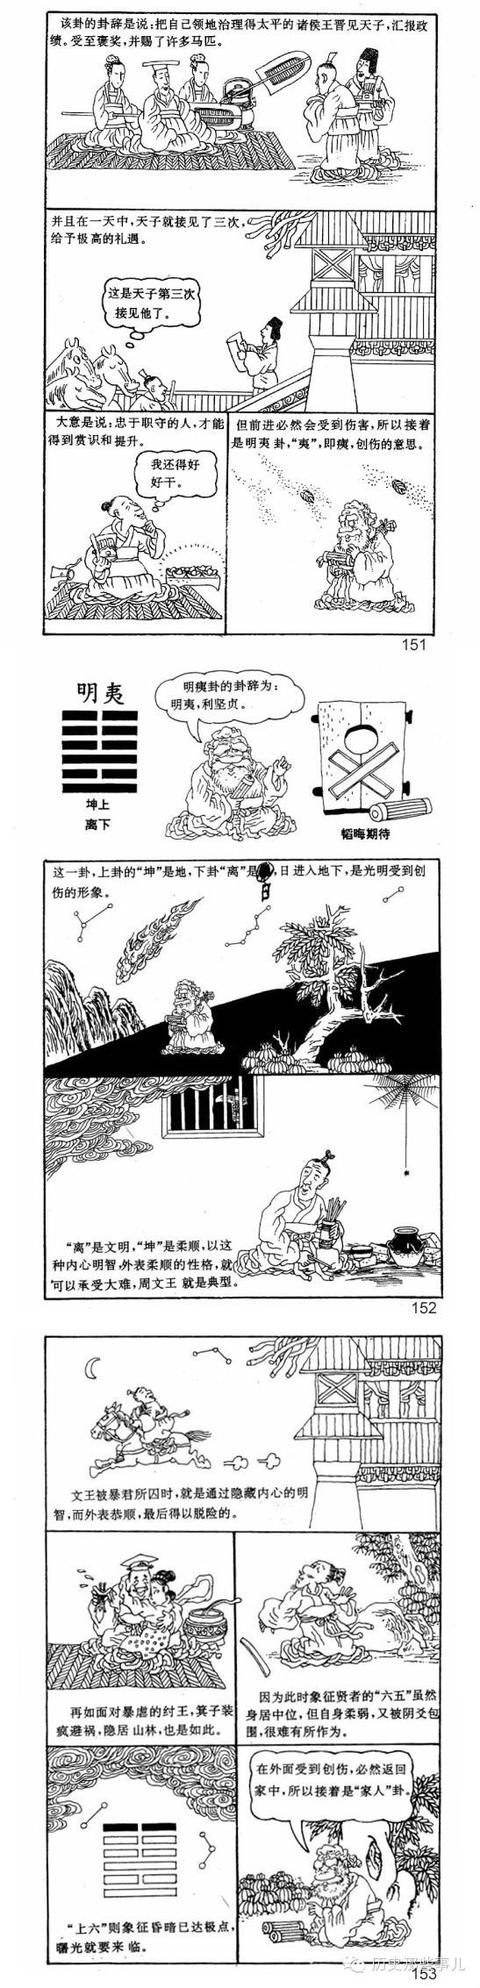 该卦的卦辞是说:把自己领地治理得太平的诸侯王晋见天子,汇报政
绩。受至褒奖,并赐了许多马匹。
并且在一天中,天子就接见了三次,
给予极高的礼遇。
这是天子第三次
接见他了。
大意是说:忠于职守的人,才能
得到赏识和提升。
我还得好
好干。
但前进必然会受到伤害,所以接着
是明夷卦,“夷”,即痍,创伤的意思。
151
明夷
坤上
离下
明痍卦的卦辞为:
明夷,利坚贞。
韬晦期待
这一卦,上卦的“坤”是地,下卦“离”是
日
,日进入地下,是光明受到创
伤的形象。
“离”是文明,“坤”是柔顺,以这
种内心明智,外表柔顺的性格,就
可以承受大难,周文王就是典型。
152
文王被暴君所囚时,就是通过隐藏内心的明
智,而外表恭顺,最后得以脱险的。
再如面对暴虐的纣王,箕子装
疯避祸,隐居山林,也是如此。
因为此时象征贤者的“六五”虽然
身居中位,但自身柔弱,又被阴爻包
围,很难有所作为。
“上六”则象征昏暗已达极点,
曙光就要来临。
在外面受到创伤,必然返回
家中,所以接着是“家人”卦。
历史那些事儿
153